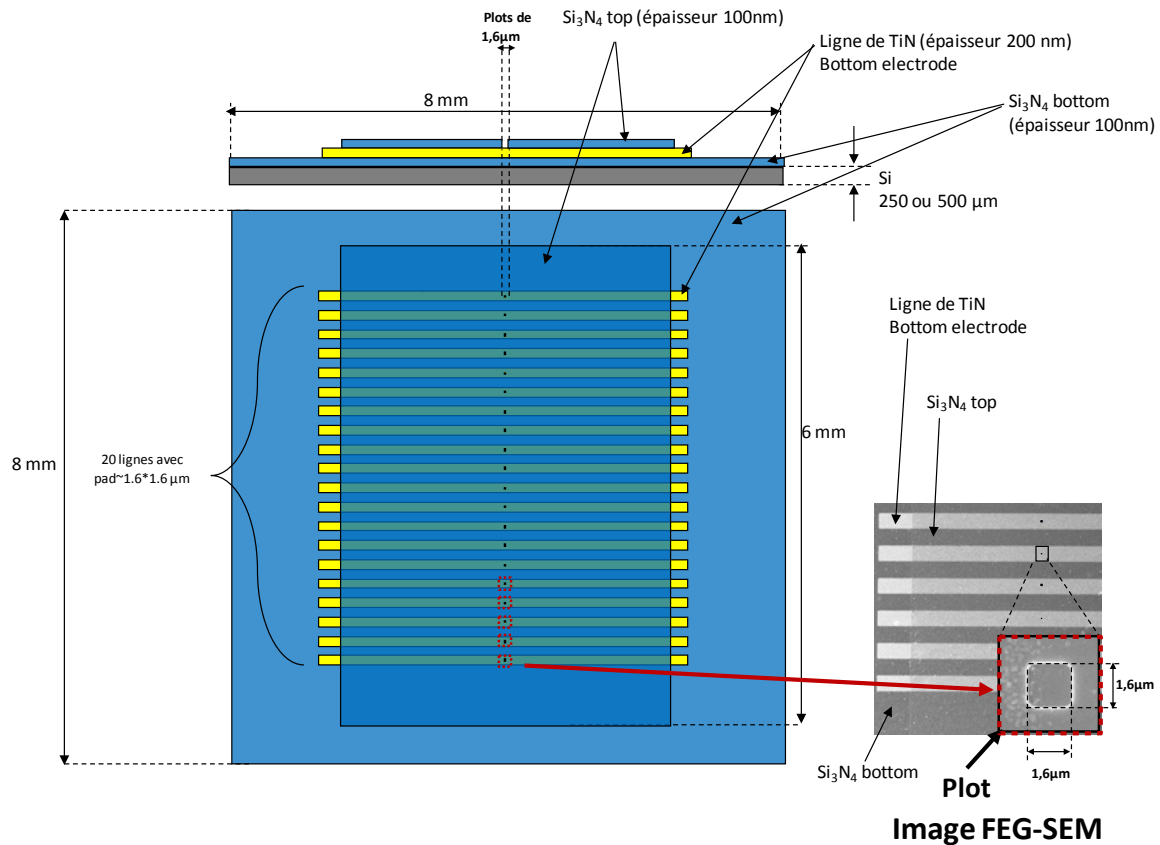 Plots de
1,6µm
Si₃N₄ top (épaisseur 100nm)
Ligne de TiN (épaisseur 200 nm)
Bottom electrode
8 mm
Si₃N₄ bottom
(épaisseur 100nm)
Si
250 ou 500 µm
8 mm
20 lignes avec
pad~1.6*1.6 µm
6 mm
Ligne de TiN
Bottom electrode
Si₃N₄ top
1,6µm
1,6µm
Si₃N₄ bottom
Plot
Image FEG-SEM